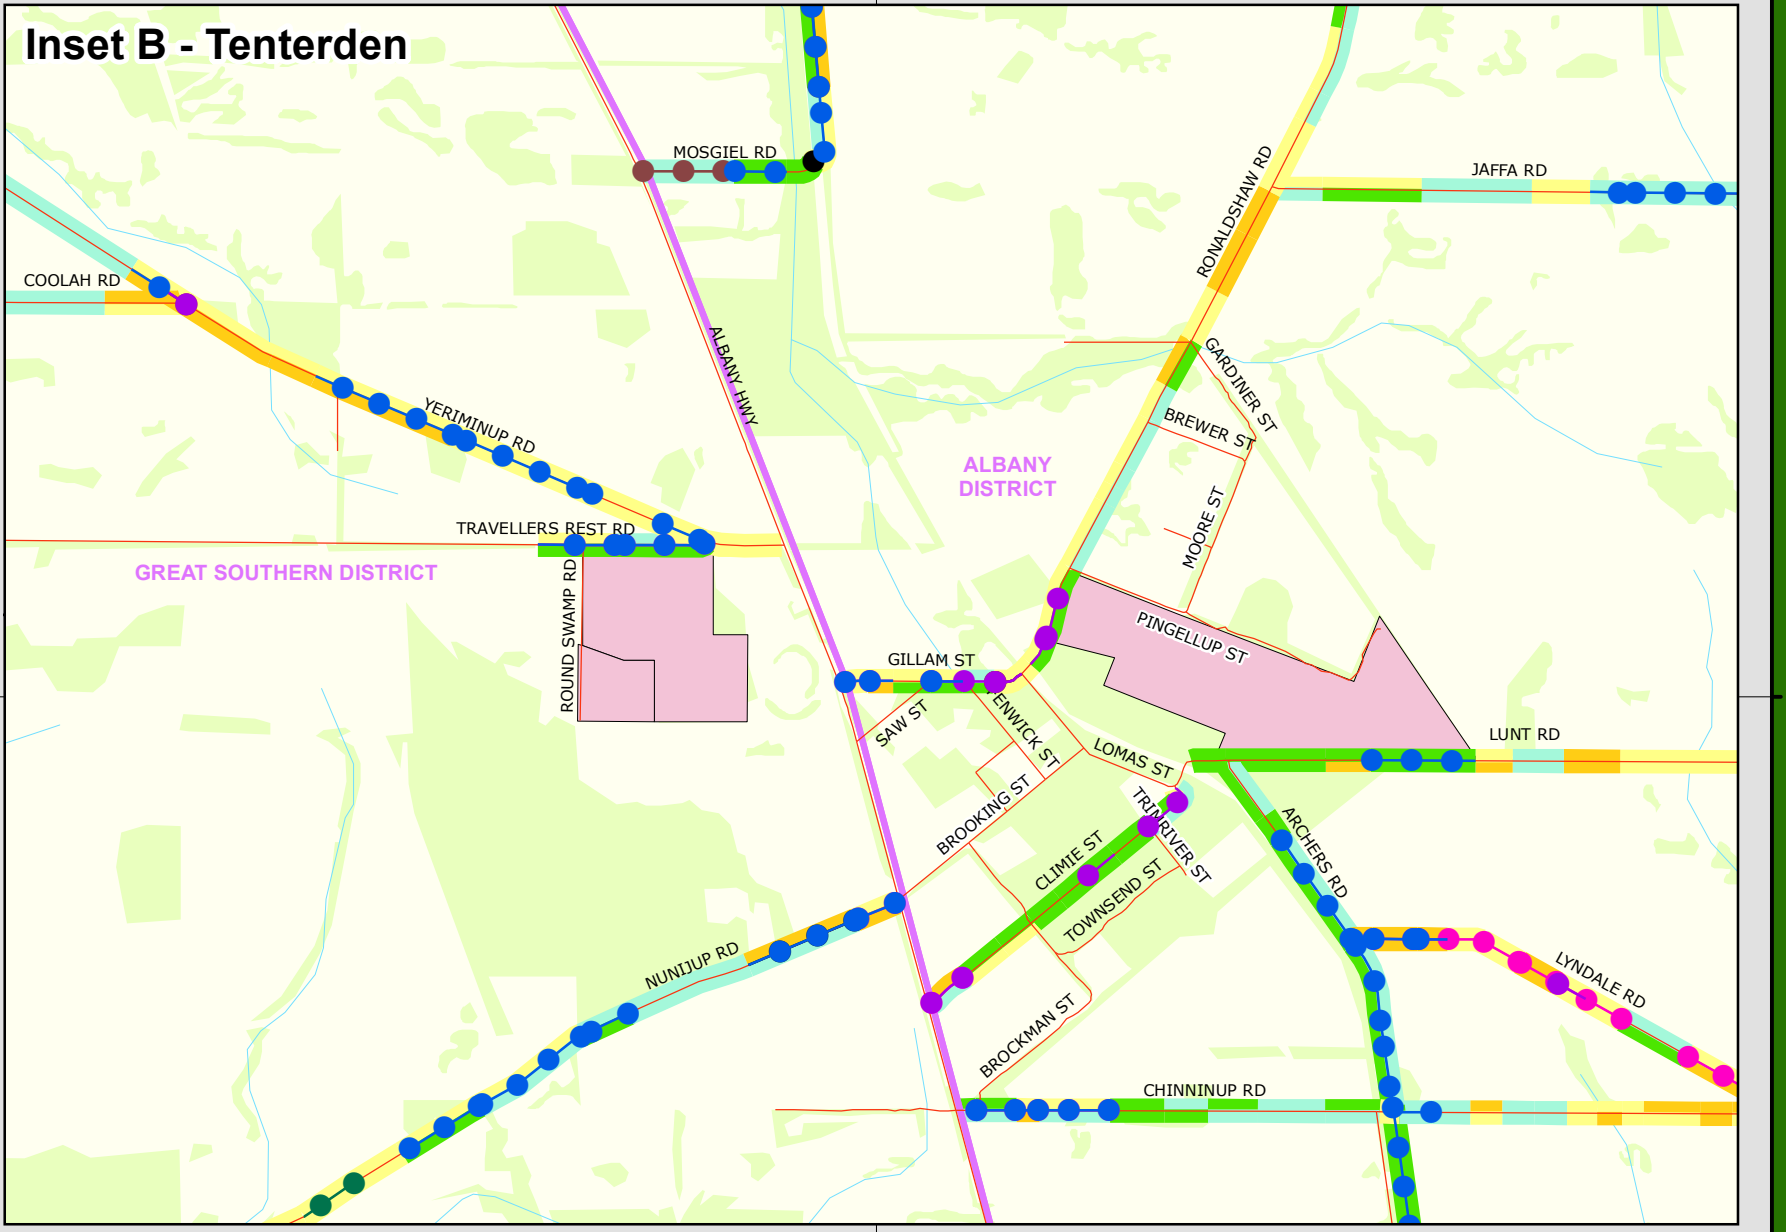 Inset B - Tenterden
MOSGIEL RD
JAFFA RD
RONALDSHAW RD
COOLAH RD
ALBANY HWY
GARDINER ST
YERIMINUP RD
BREWER ST
ALBANY
DISTRICT
MOORE ST
TRAVELLERS REST RD
GREAT SOUTHERN DISTRICT
ROUND SWAMP RD
PINGELLUP ST
GILLAM ST
FENWICK ST
SAW ST
LUNT RD
LOMAS ST
BROOKING ST
TRIMRIVER ST
ARCHERS RD
CLIMIE ST
TOWNSEND ST
NUNIJUP RD
LYNDALE RD
BROCKMAN ST
CHINNINUP RD